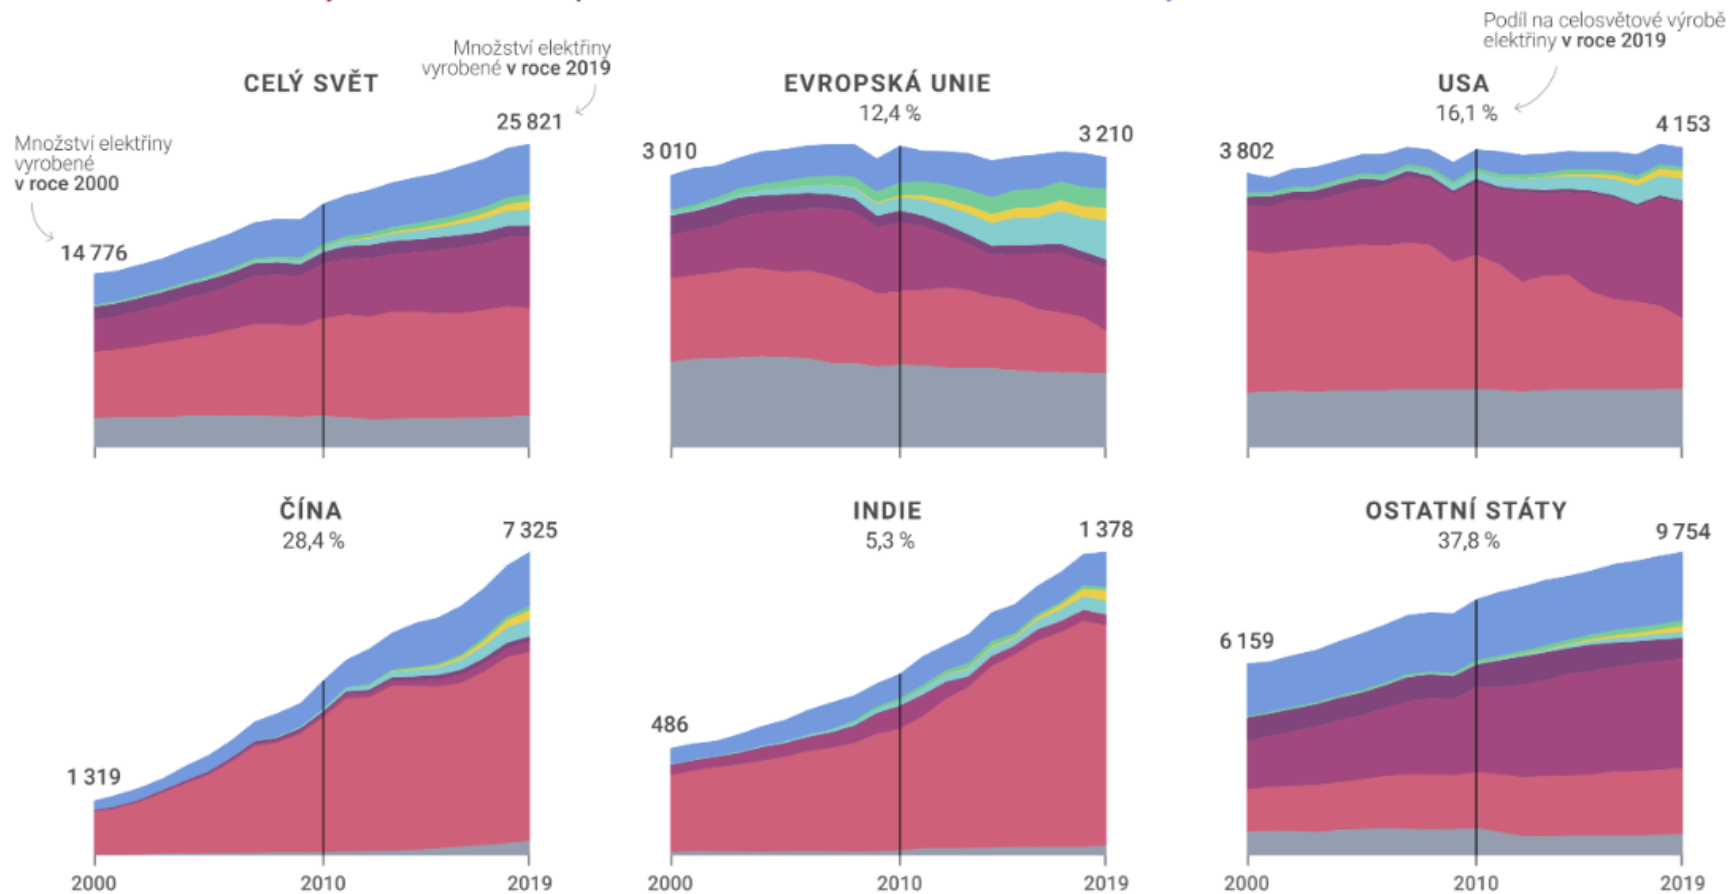 Podíl na celosvětové výrobě
elektřiny v roce 2019
Množství elektřiny
vyrobené v roce 2019
CELÝ SVĚT
EVROPSKÁ UNIE
USA
12,4 %
16,1 %
25 821
3 210
4 153
Množství elektřiny
vyrobené
v roce 2000
3 010
3 802
14 776
ČÍNA
INDIE
OSTATNÍ STÁTY
28,4 %
5,3 %
37,8 %
7 325
1 378
9 754
6 159
486
1 319
2000
2010
2019
2000
2010
2019
2000
2010
2019